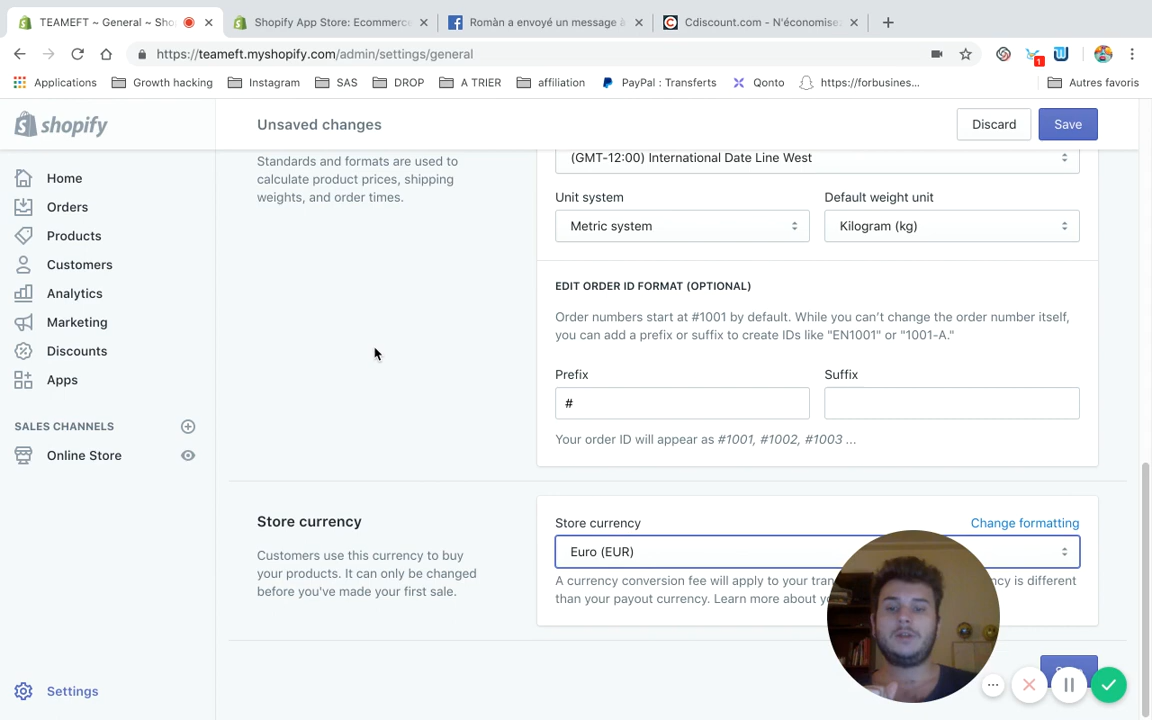 TEAMEFT ~ General ~ Sho
Shopify App Store: Ecommerce
Romàn a envoyé un message à
Cdiscount.com - N'économise
https://teameft.myshopify.com/admin/settings/general
1
Applications
Growth hacking
Instagram
SAS
DROP
A TRIER
affiliation
PayPal : Transferts
Qonto
https://forbusines...
Autres favoris
shopify
Unsaved changes
Discard
Save
Home
Orders
Products
Customers
Analytics
Marketing
Discounts
Apps
SALES CHANNELS
Online Store
Settings
Standards and formats are used to
calculate product prices, shipping
weights, and order times.
(GMT-12:00) International Date Line West
Unit system
Default weight unit
Metric system
Kilogram (kg)
EDIT ORDER ID FORMAT (OPTIONAL)
Order numbers start at #1001 by default. While you can't change the order number itself,
you can add a prefix or suffix to create IDs like "EN1001" or "1001-A."
Prefix
Suffix
#
Your order ID will appear as #1001, #1002, #1003 ...
Store currency
Customers use this currency to buy
your products. It can only be changed
before you've made your first sale.
Store currency
Change formatting
Euro (EUR)
A currency conversion fee will apply to your tran cy is different
than your payout currency. Learn more about